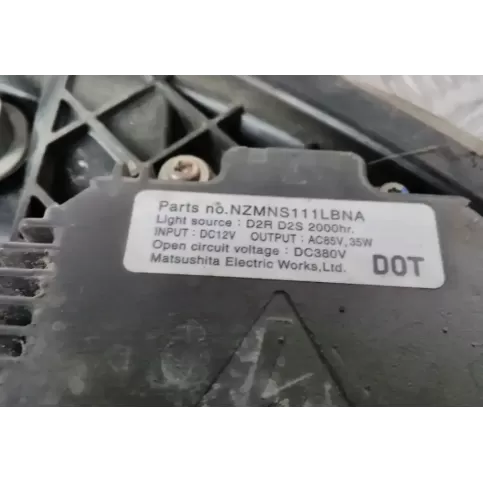 Parts no.NZMNS111LBNA
Light source : D2R D2S 2000hr.
INPUT : DC12V OUTPUT : AC85V, 35W
Open circuit voltage : DC380V
Matsushita Electric Works,Ltd.
DOT